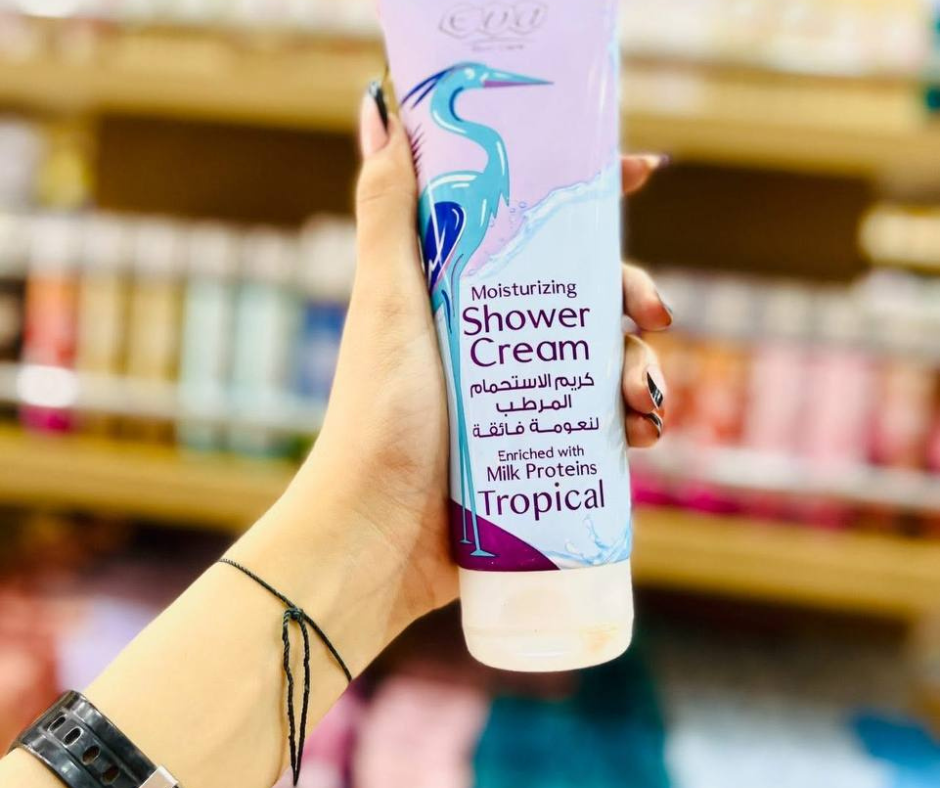 eva
Moisturizing
Shower
Cream
كريم الاستحمام
المرطب
لنعومة فائقة
Enriched with
Milk Proteins
Tropical